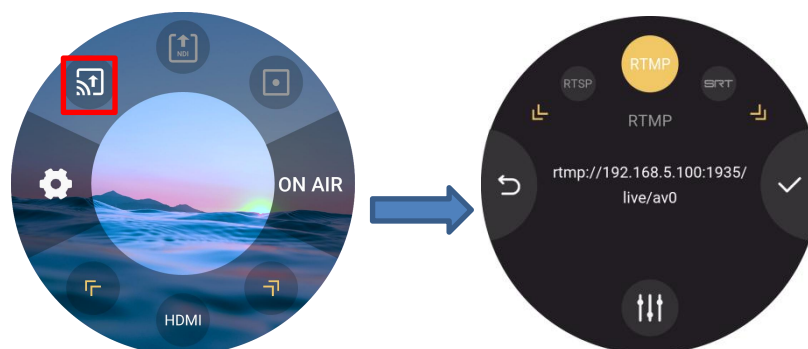 NDI
ON AIR
HDMI
RTMP
RTSP
SRT
RTMP
rtmp://192.168.5.100:1935/
live/av0